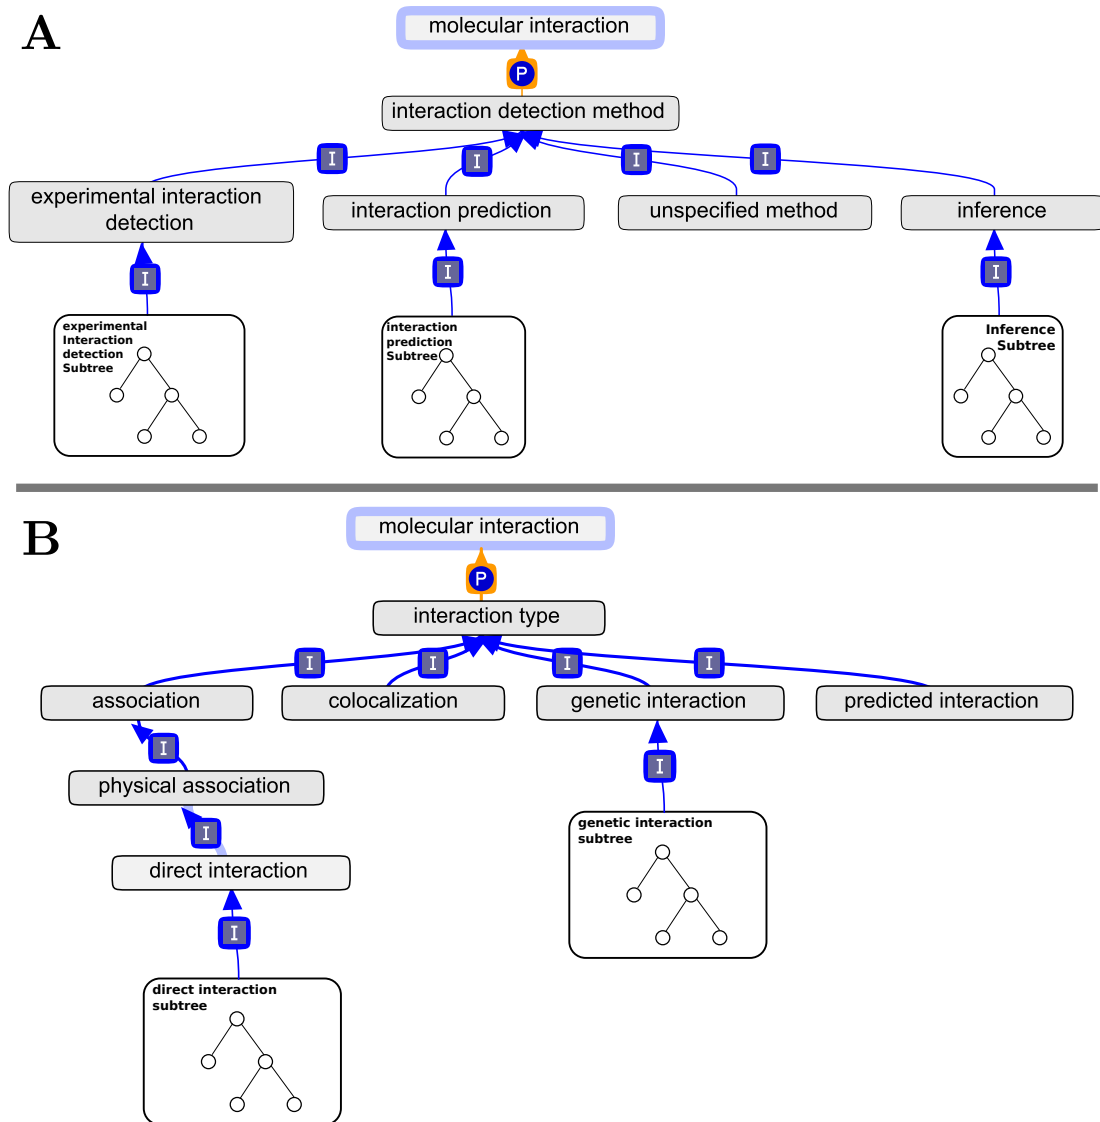 A
molecular interaction
P
interaction detection method
I I I I
experimental interaction
detection
interaction prediction
unspecified method
inference
I I I
experimental
Interaction
detection
Subtree
interaction
prediction
Subtree
Inference
Subtree
B
molecular interaction
P
interaction type
I I I I
association
colocalization
genetic interaction
predicted interaction
I
I
physical association
I
direct interaction
genetic interaction
subtree
I
direct interaction
subtree